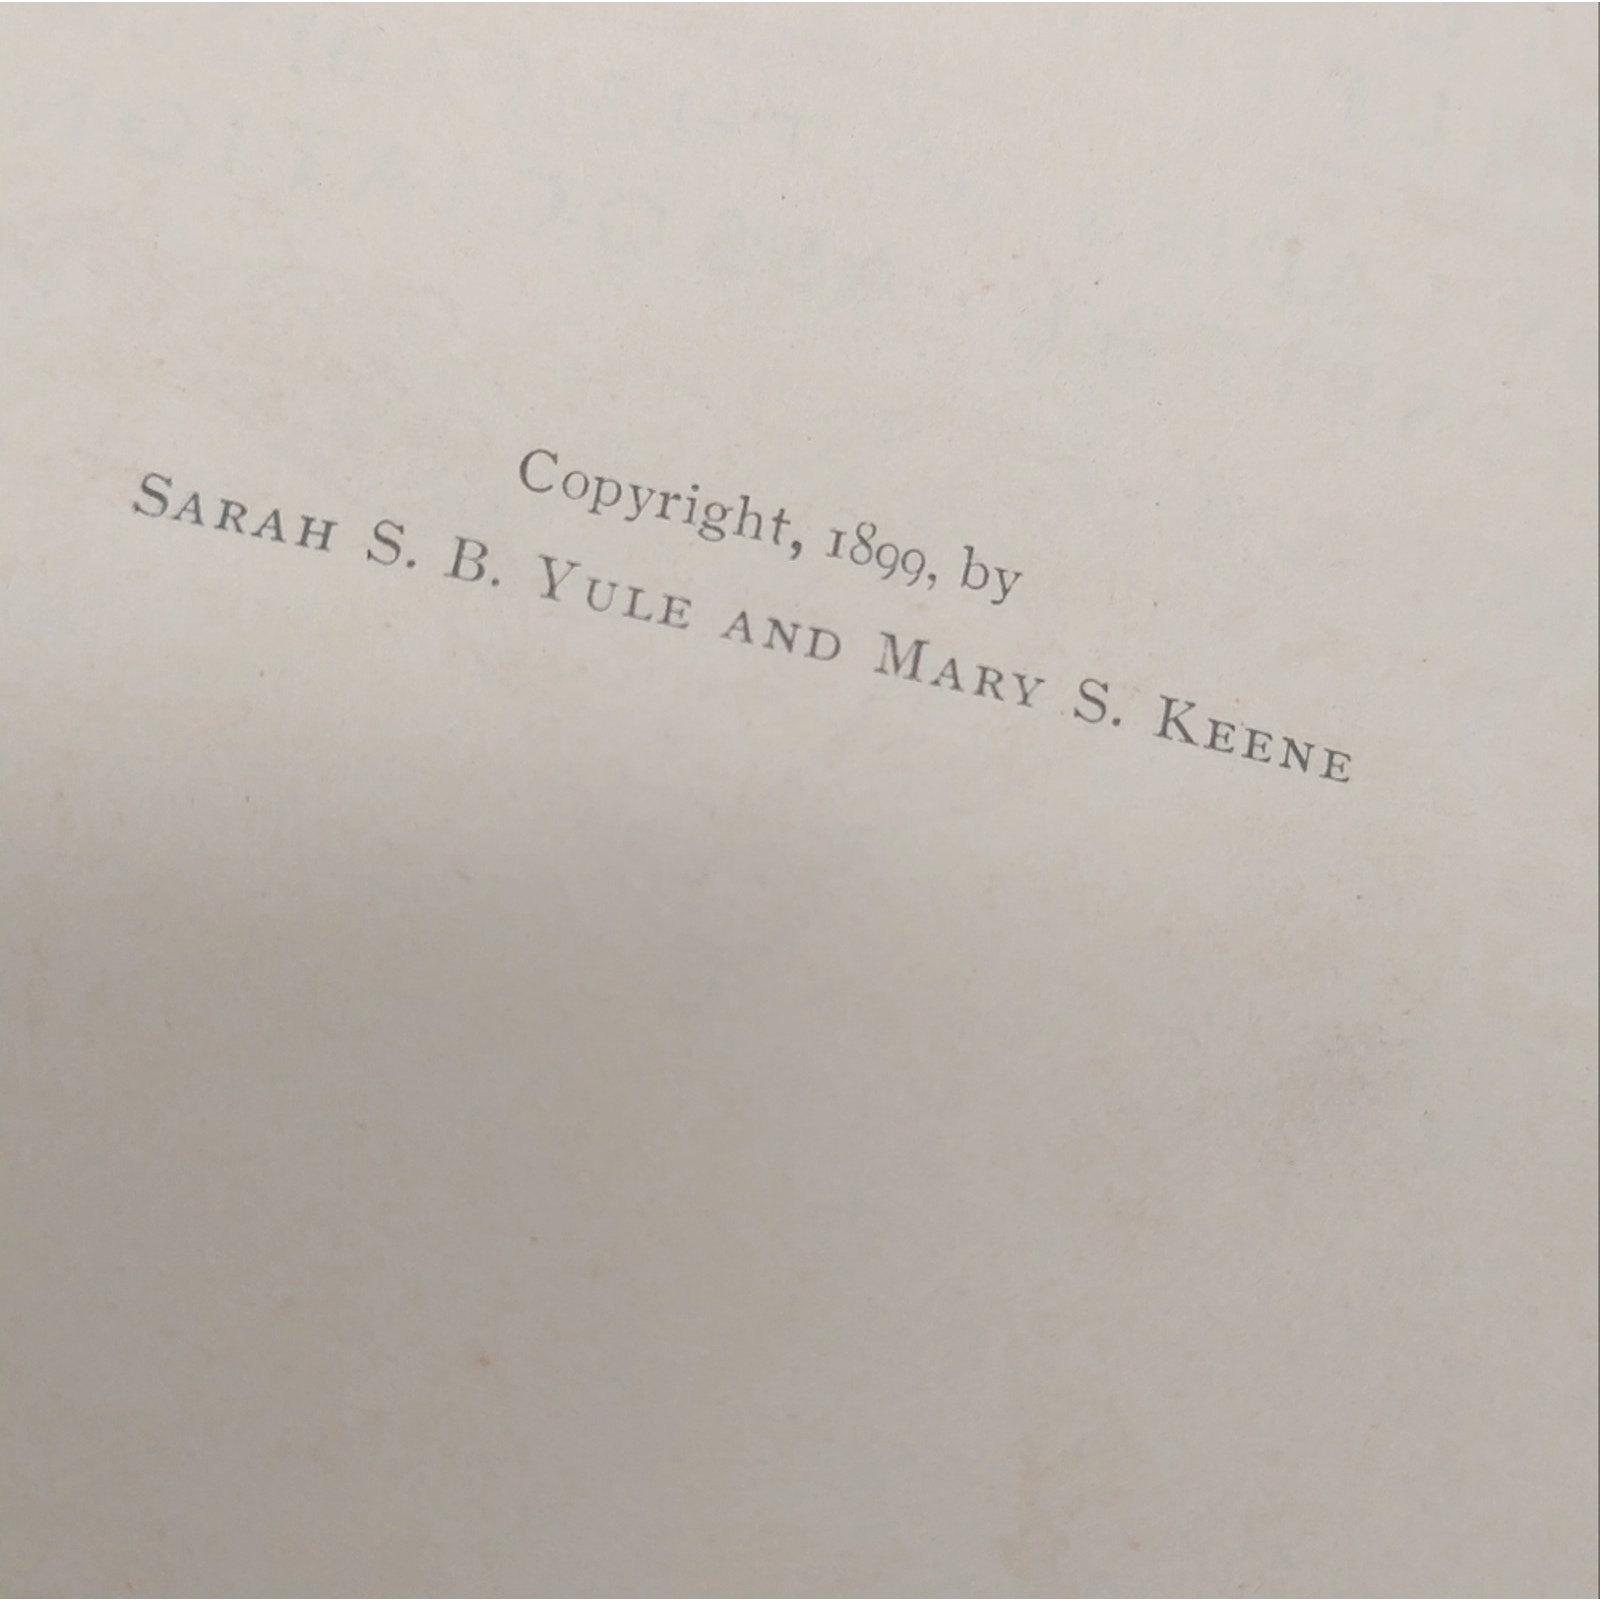 Copyright, 1899, by
Sarah S. B. Yule and Mary S. Keene